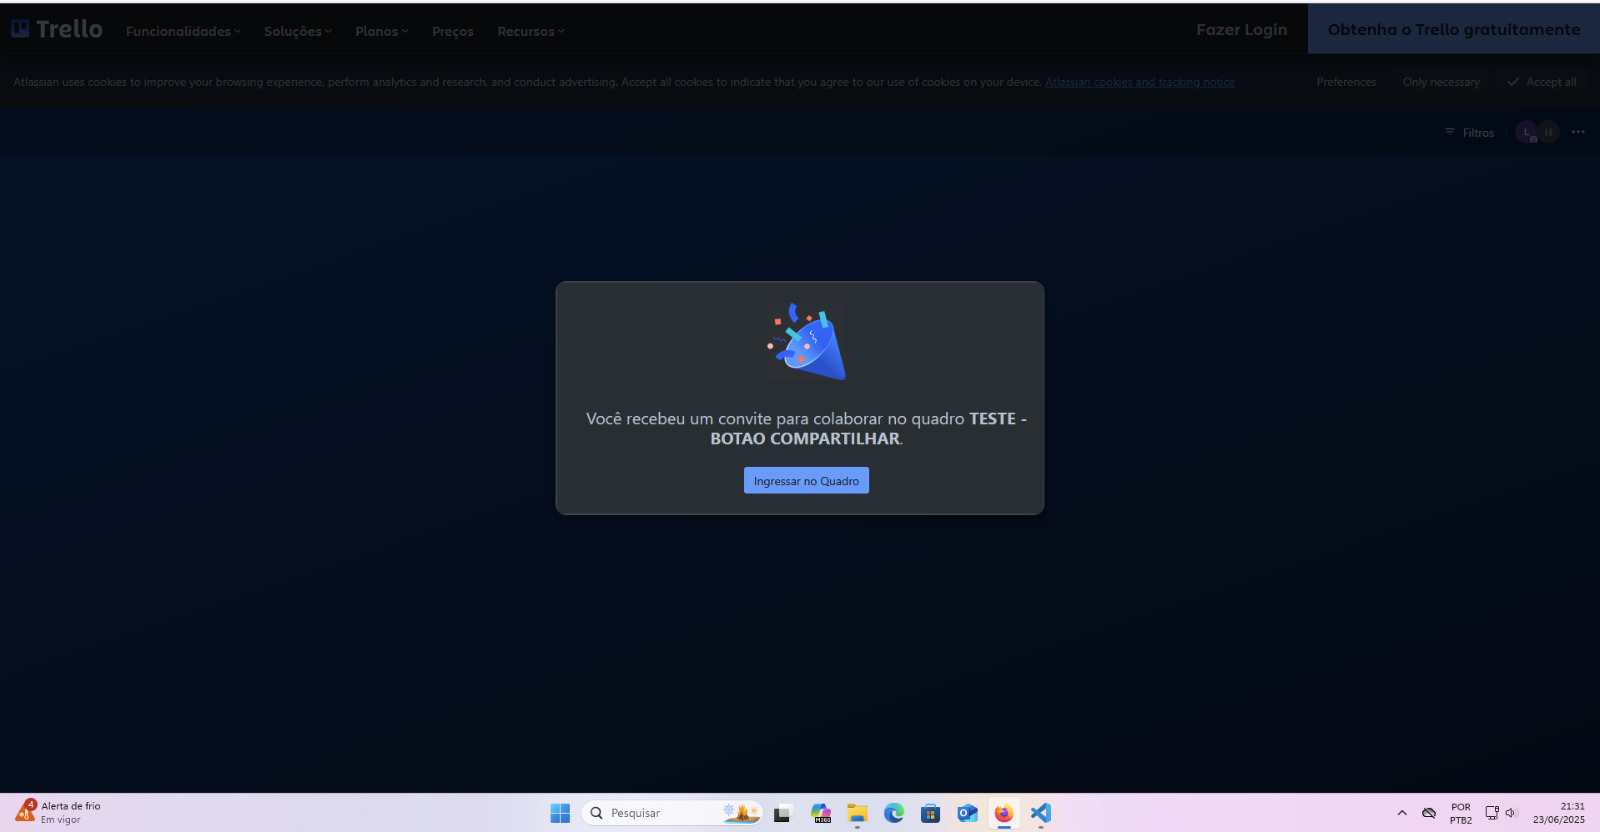 Trello Funcionalidades Soluções Planos Preços Recursos Fazer Login Obtenha o Trello gratuitamente
Atlassian uses cookies to improve your browsing experience, perform analytics and research, and conduct advertising. Accept all cookies to indicate that you agree to our use of cookies on your device. Atlassian cookies and tracking notice Preferences Only necessary Accept all
Filtros L H
Você recebeu um convite para colaborar no quadro TESTE -
BOTAO COMPARTILHAR.
Ingressar no Quadro
4 Alerta de frio
Em vigor
Pesquisar
M365
POR
PTB2
21:31
23/06/2025